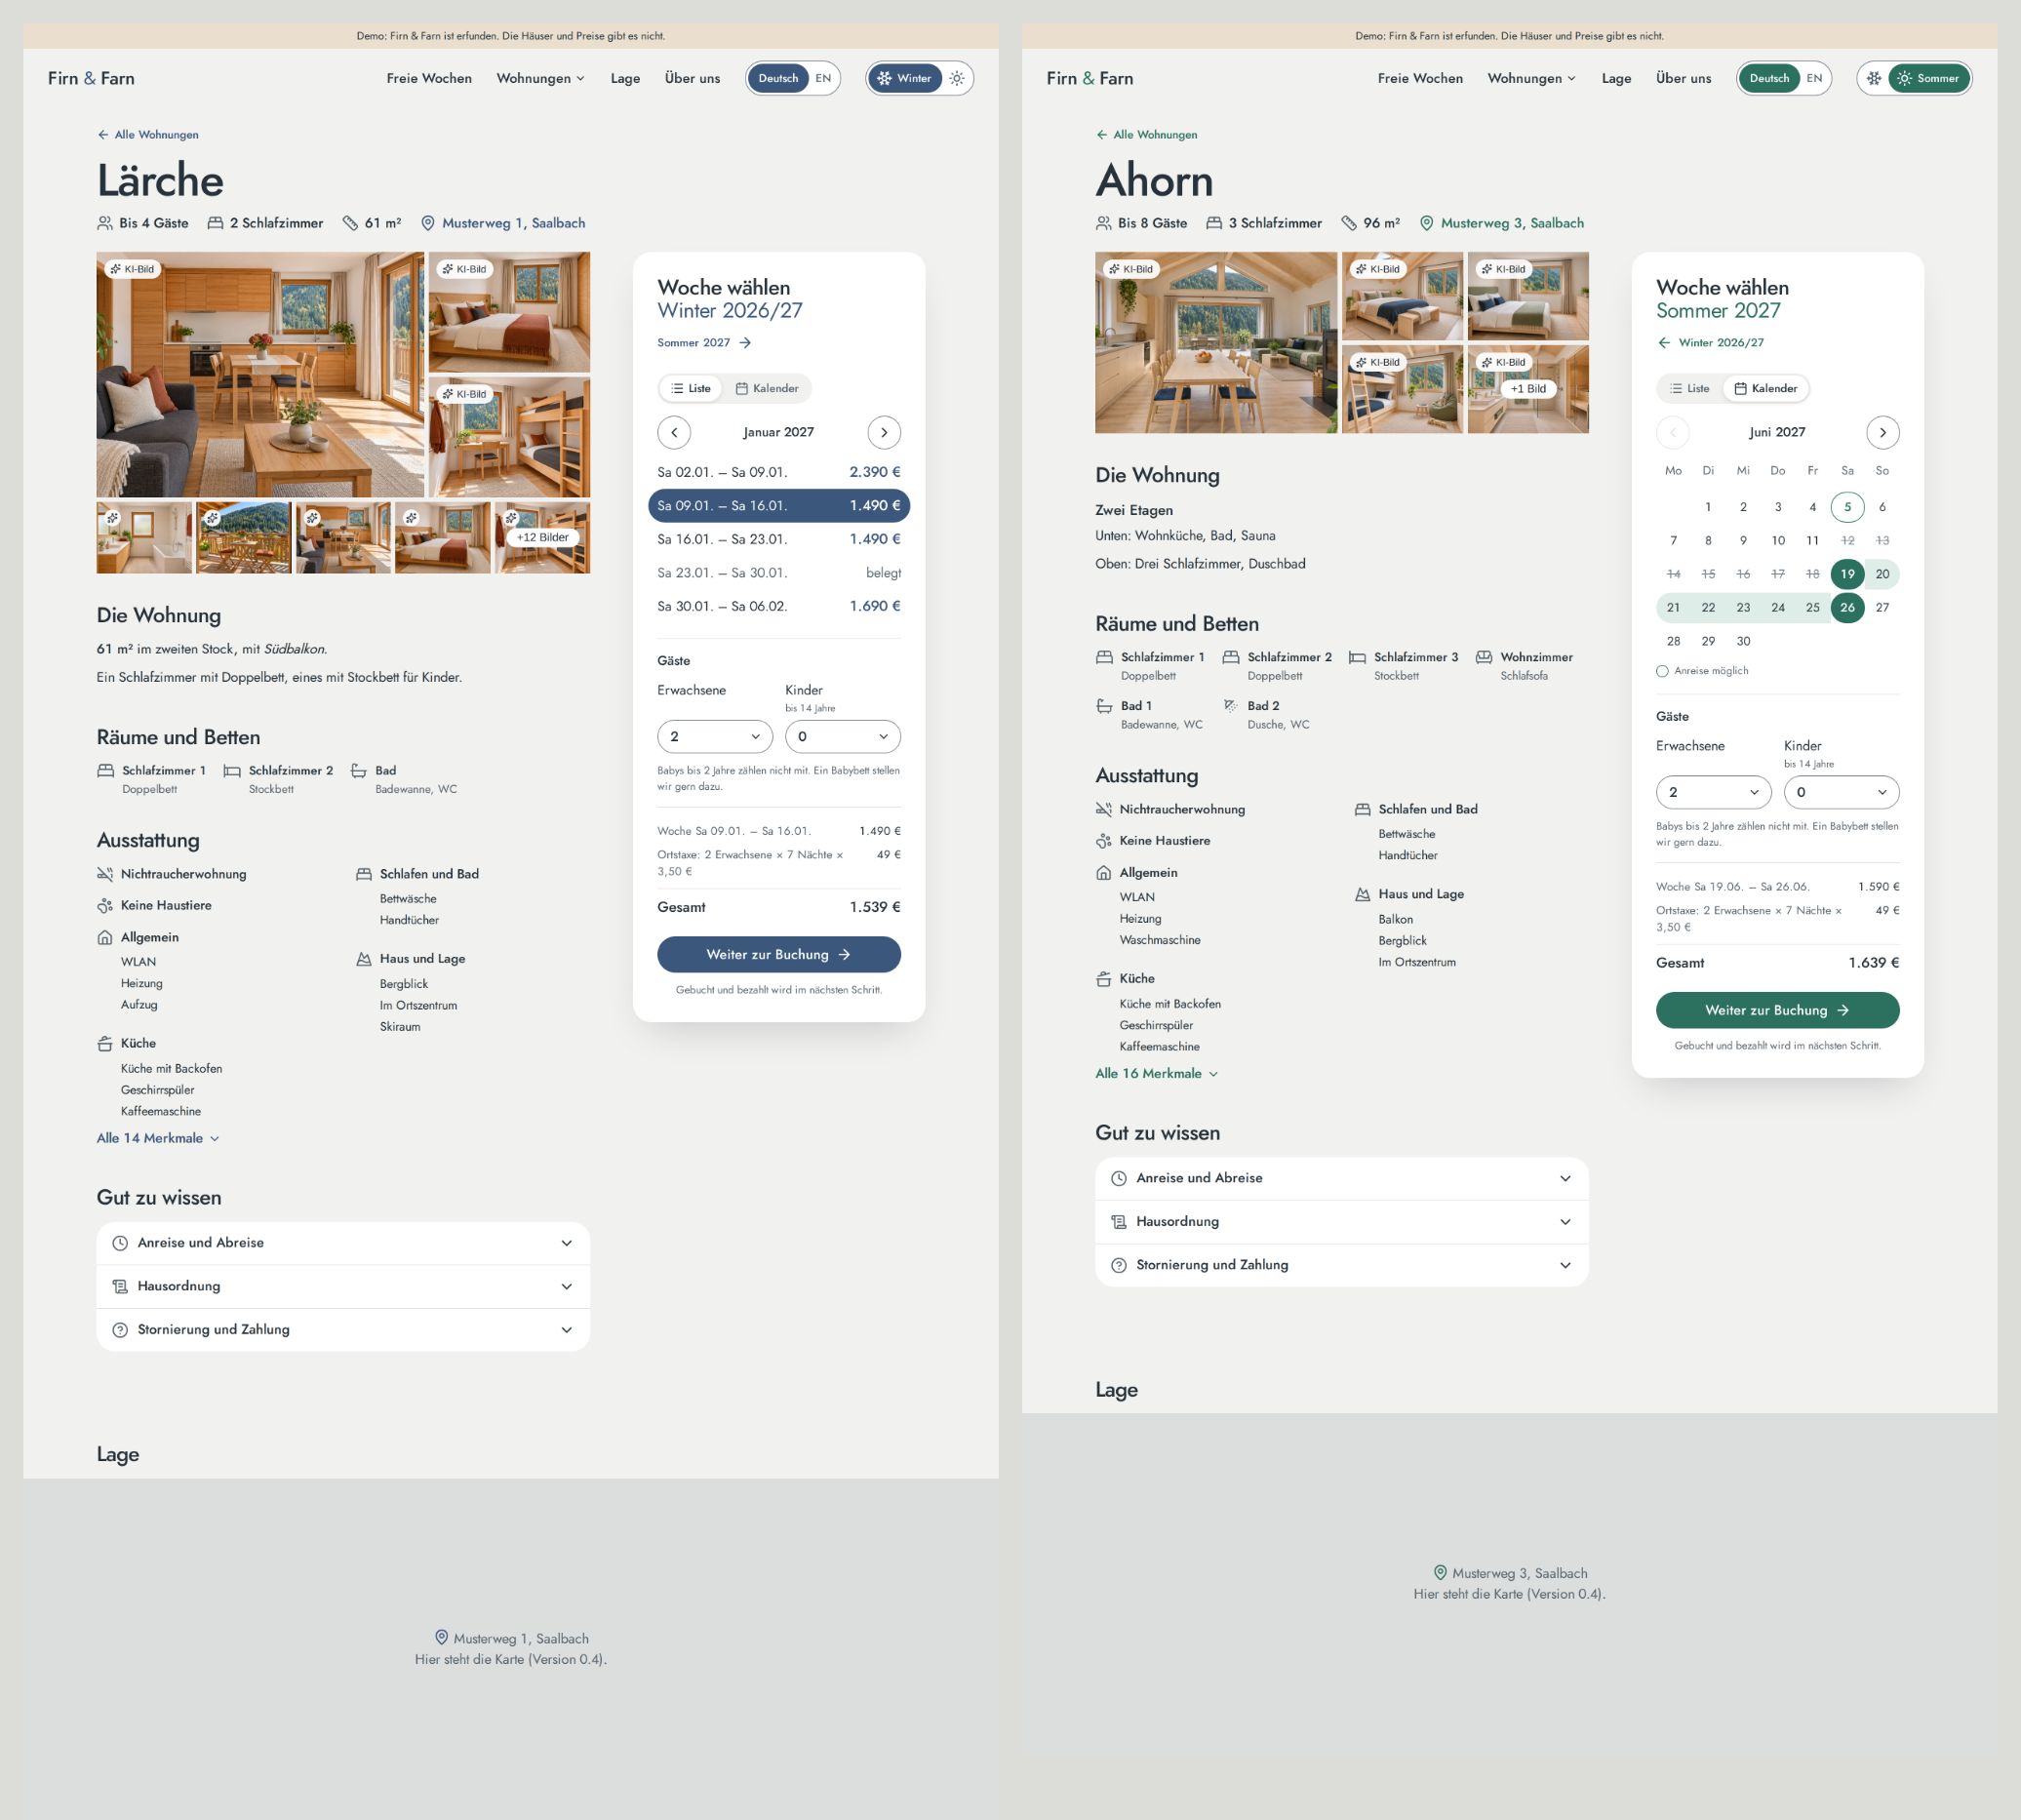 Demo: Firn & Farn ist erfunden. Die Häuser und Preise gibt es nicht.
Firn & Farn
Freie Wochen
Wohnungen
Lage
Über uns
Deutsch
EN
Winter
Alle Wohnungen
Lärche
Bis 4 Gäste
2 Schlafzimmer
61 m²
Musterweg 1, Saalbach
KI-Bild
KI-Bild
KI-Bild
+12 Bilder
Die Wohnung
61 m² im zweiten Stock, mit Südbalkon.
Ein Schlafzimmer mit Doppelbett, eines mit Stockbett für Kinder.
Räume und Betten
Schlafzimmer 1
Doppelbett
Schlafzimmer 2
Stockbett
Bad
Badewanne, WC
Ausstattung
Nichtraucherwohnung
Keine Haustiere
Allgemein
WLAN
Heizung
Aufzug
Küche
Küche mit Backofen
Geschirrspüler
Kaffeemaschine
Schlafen und Bad
Bettwäsche
Handtücher
Haus und Lage
Bergblick
Im Ortszentrum
Skiraum
Alle 14 Merkmale
Gut zu wissen
Anreise und Abreise
Hausordnung
Stornierung und Zahlung
Woche wählen
Winter 2026/27
Sommer 2027
Liste
Kalender
Januar 2027
Sa 02.01. – Sa 09.01. 2.390 €
Sa 09.01. – Sa 16.01. 1.490 €
Sa 16.01. – Sa 23.01. 1.490 €
Sa 23.01. – Sa 30.01. belegt
Sa 30.01. – Sa 06.02. 1.690 €
Gäste
Erwachsene
2
Kinder
bis 14 Jahre
0
Babys bis 2 Jahre zählen nicht mit. Ein Babybett stellen
wir gern dazu.
Woche Sa 09.01. – Sa 16.01. 1.490 €
Ortstaxe: 2 Erwachsene × 7 Nächte × 49 €
3,50 €
Gesamt 1.539 €
Weiter zur Buchung
Gebucht und bezahlt wird im nächsten Schritt.
Lage
Musterweg 1, Saalbach
Hier steht die Karte (Version 0.4).
Demo: Firn & Farn ist erfunden. Die Häuser und Preise gibt es nicht.
Firn & Farn
Freie Wochen
Wohnungen
Lage
Über uns
Deutsch
EN
Sommer
Alle Wohnungen
Ahorn
Bis 8 Gäste
3 Schlafzimmer
96 m²
Musterweg 3, Saalbach
KI-Bild
KI-Bild
KI-Bild
KI-Bild
KI-Bild
+1 Bild
Die Wohnung
Zwei Etagen
Unten: Wohnküche, Bad, Sauna
Oben: Drei Schlafzimmer, Duschbad
Räume und Betten
Schlafzimmer 1
Doppelbett
Schlafzimmer 2
Doppelbett
Schlafzimmer 3
Stockbett
Wohnzimmer
Schlafsofa
Bad 1
Badewanne, WC
Bad 2
Dusche, WC
Ausstattung
Nichtraucherwohnung
Keine Haustiere
Allgemein
WLAN
Heizung
Waschmaschine
Küche
Küche mit Backofen
Geschirrspüler
Kaffeemaschine
Schlafen und Bad
Bettwäsche
Handtücher
Haus und Lage
Balkon
Bergblick
Im Ortszentrum
Alle 16 Merkmale
Gut zu wissen
Anreise und Abreise
Hausordnung
Stornierung und Zahlung
Woche wählen
Sommer 2027
Winter 2026/27
Liste
Kalender
Juni 2027
Mo Di Mi Do Fr Sa So
1 2 3 4 5 6
7 8 9 10 11 12 13
14 15 16 17 18 19 20
21 22 23 24 25 26 27
28 29 30
Anreise möglich
Gäste
Erwachsene
2
Kinder
bis 14 Jahre
0
Babys bis 2 Jahre zählen nicht mit. Ein Babybett stellen
wir gern dazu.
Woche Sa 19.06. – Sa 26.06. 1.590 €
Ortstaxe: 2 Erwachsene × 7 Nächte × 49 €
3,50 €
Gesamt 1.639 €
Weiter zur Buchung
Gebucht und bezahlt wird im nächsten Schritt.
Lage
Musterweg 3, Saalbach
Hier steht die Karte (Version 0.4).